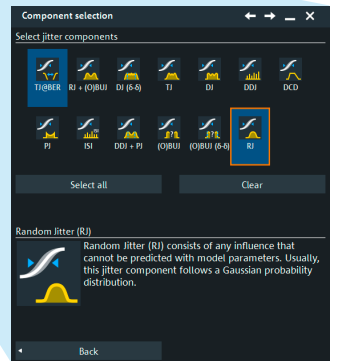 Component selection
Select jitter components
TJ@BER RJ + (O)BUJ DJ (δ-δ) TJ DJ DDJ DCD
PJ ISI DDJ + PJ (O)BUJ (O)BUJ (δ-δ) RJ
Select all Clear
Random Jitter (RJ)
Random Jitter (RJ) consists of any influence that
cannot be predicted with model parameters. Usually,
this jitter component follows a Gaussian probability
distribution.
Back